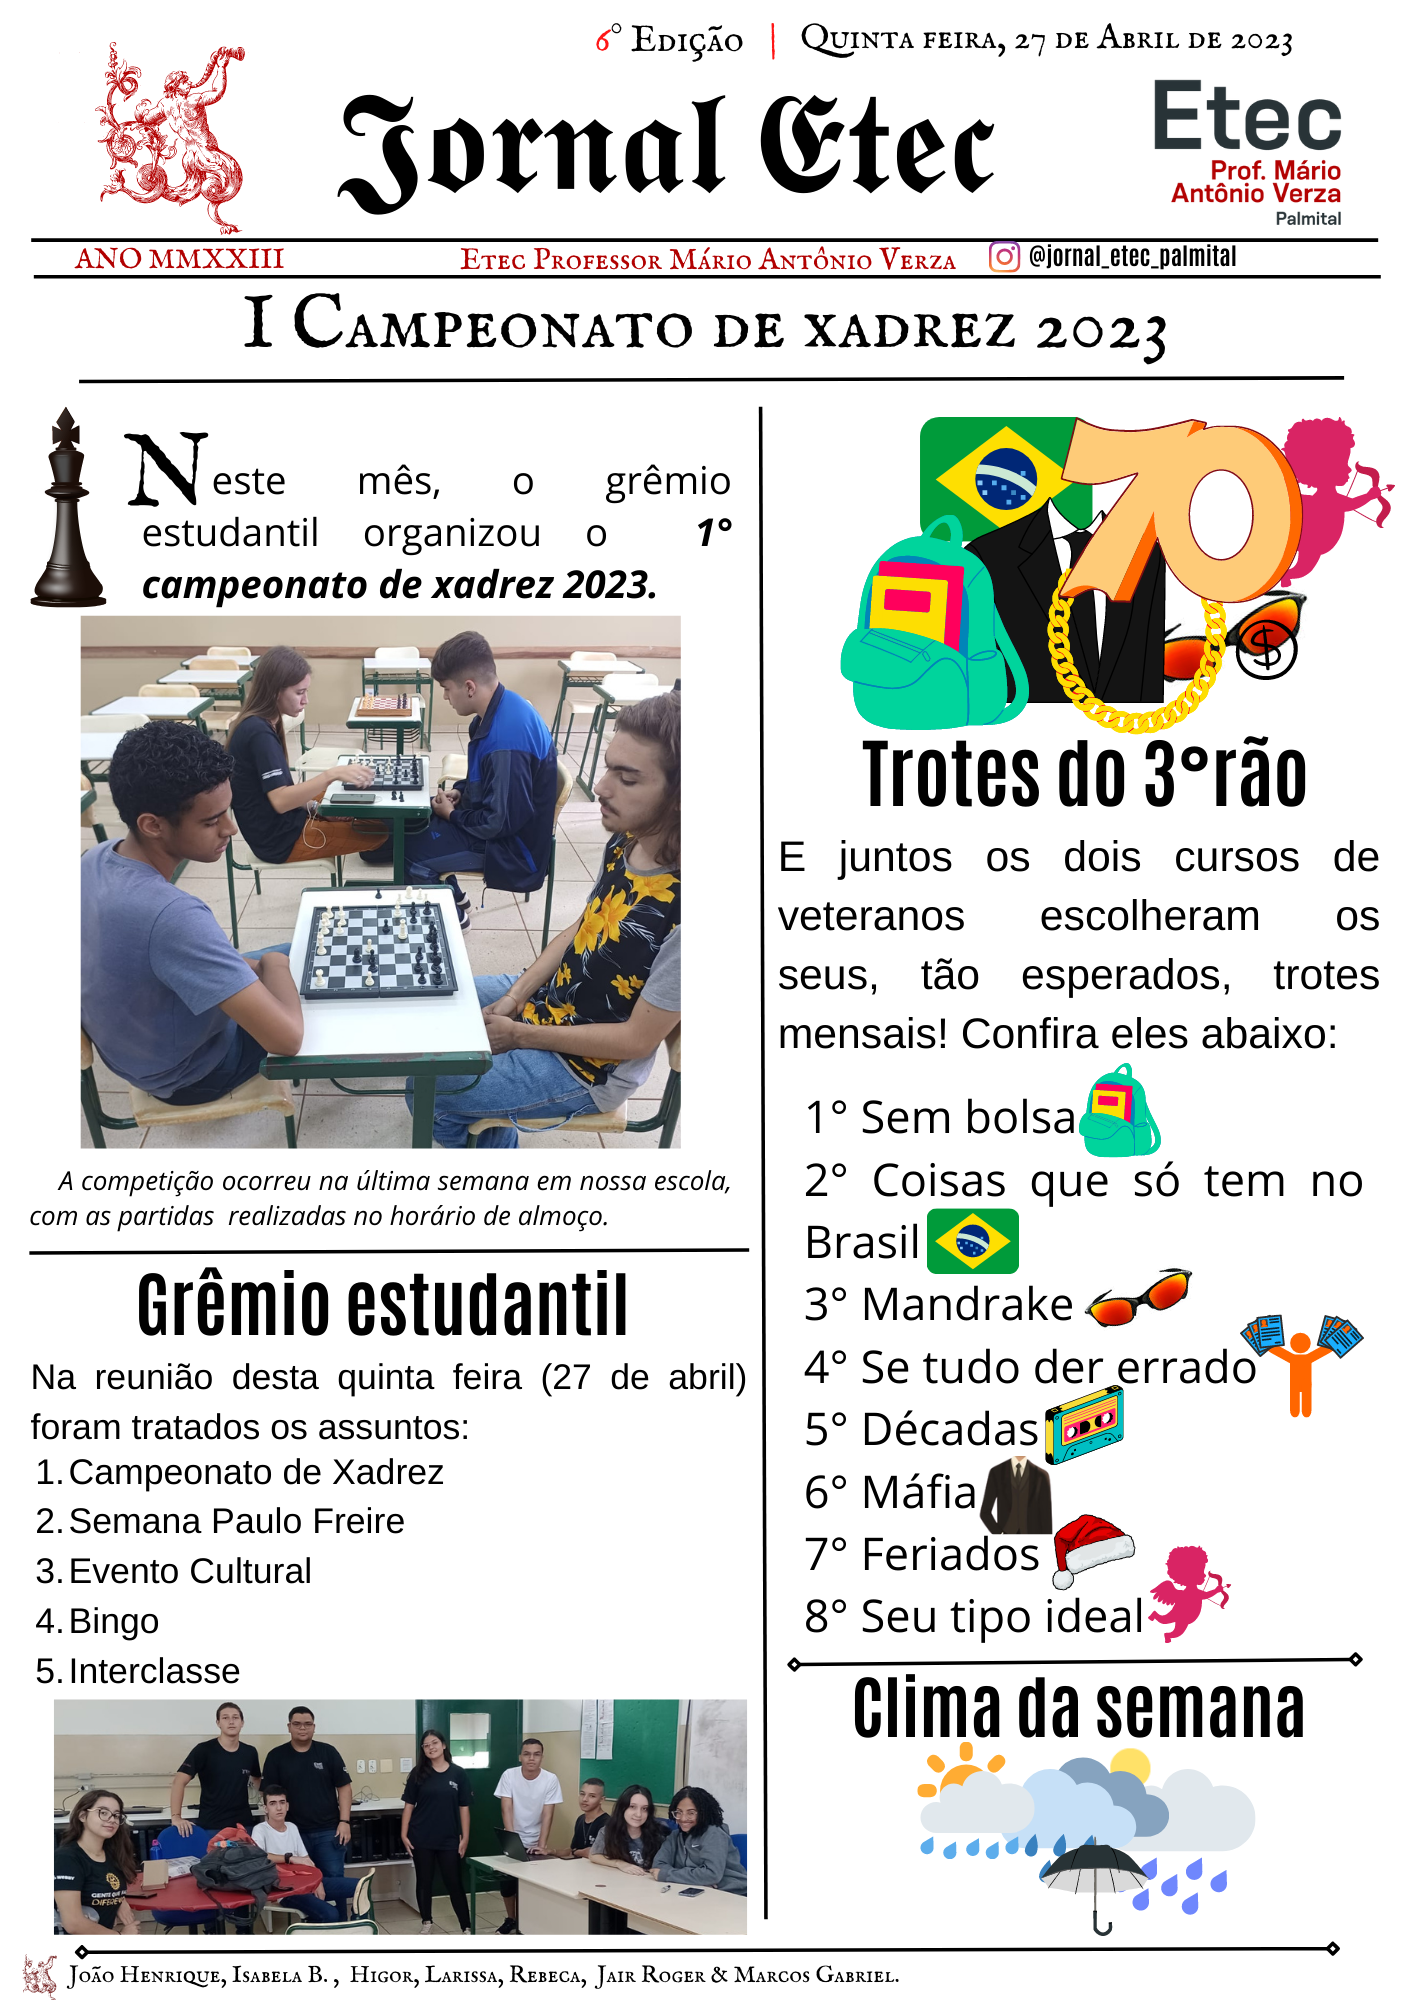 6° Edição | Quinta feira, 27 de Abril de 2023
Jornal Etec
Etec
Prof. Mário
Antônio Verza
Palmital
ANO MMXXIII
Etec Professor Mário Antônio Verza
@jornal_etec_palmital
I Campeonato de xadrez 2023
Neste mês, o grêmio
estudantil organizou o 1°
campeonato de xadrez 2023.
A competição ocorreu na última semana em nossa escola,
com as partidas realizadas no horário de almoço.
Grêmio estudantil
Na reunião desta quinta feira (27 de abril)
foram tratados os assuntos:
1. Campeonato de Xadrez
2. Semana Paulo Freire
3. Evento Cultural
4. Bingo
5. Interclasse
70
$
Trotes do 3°rão
E juntos os dois cursos de
veteranos escolheram os
seus, tão esperados, trotes
mensais! Confira eles abaixo:
1° Sem bolsa
2° Coisas que só tem no
Brasil
3° Mandrake
4° Se tudo der errado
5° Décadas
6° Máfia
7° Feriados
8° Seu tipo ideal
Clima da semana
João Henrique, Isabela B. , Higor, Larissa, Rebeca, Jair Roger & Marcos Gabriel.